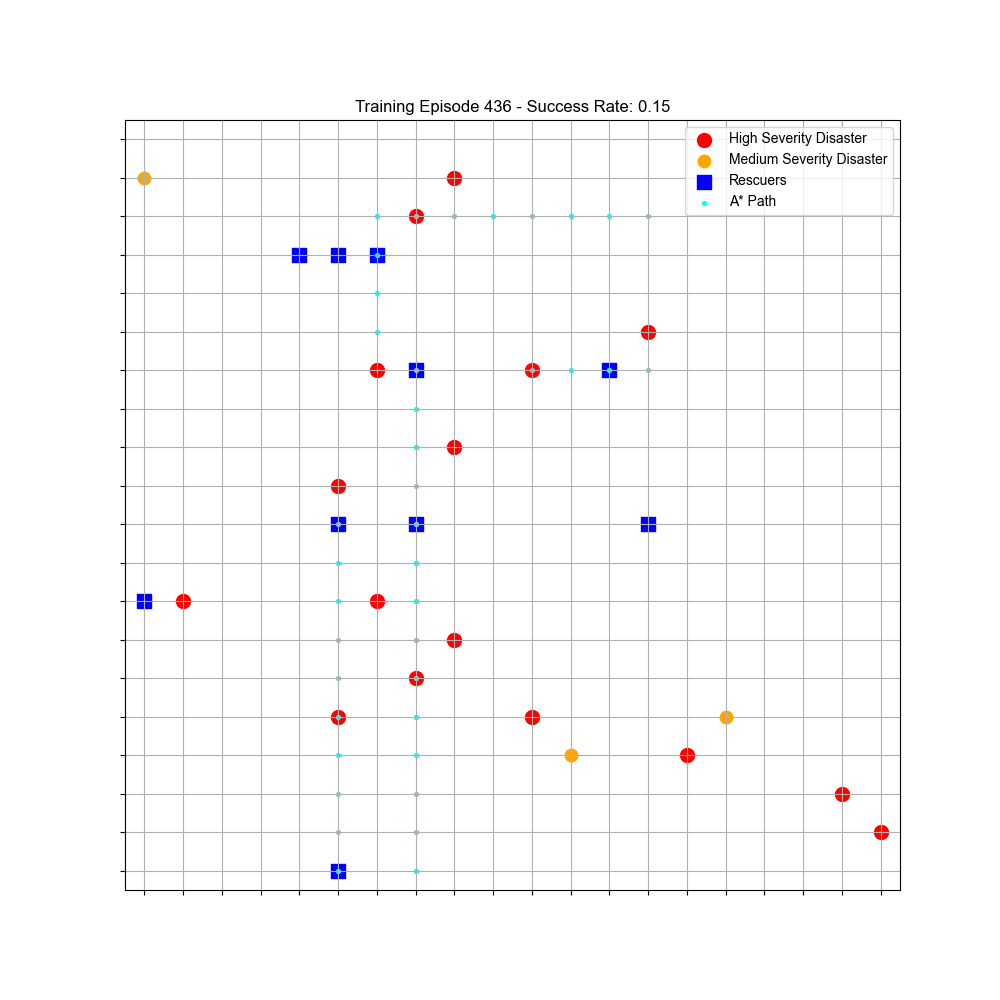 Training Episode 436 - Success Rate: 0.15
High Severity Disaster
Medium Severity Disaster
Rescuers
A* Path